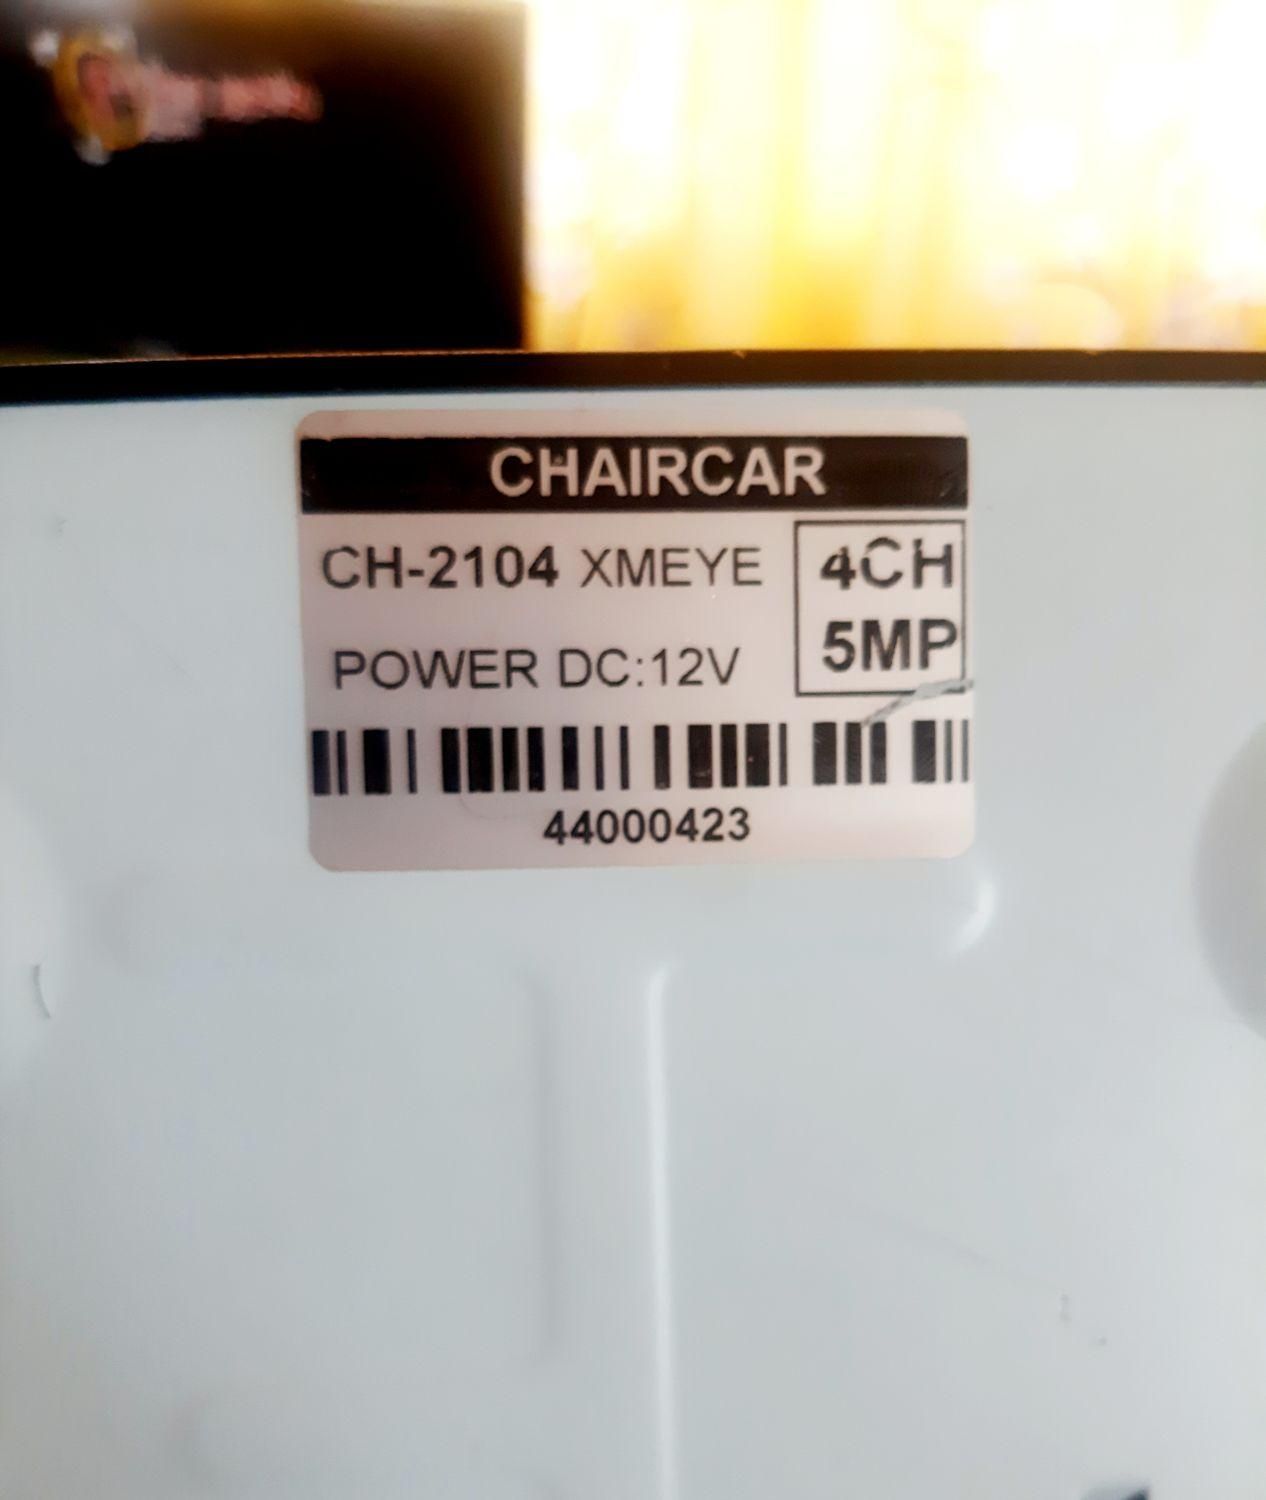 CHAIRCAR
CH-2104 XMEYE
4CH
5MP
POWER DC:12V
44000423